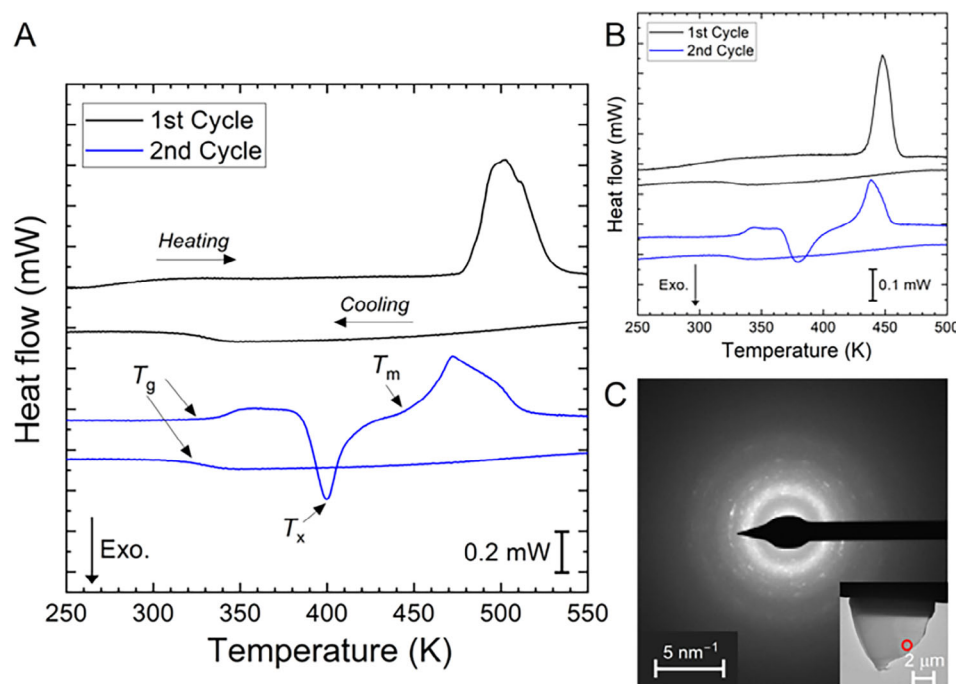 A
1st Cycle
2nd Cycle
Heating
Cooling
Tg
Tm
Tx
Exo.
0.2 mW
Heat flow (mW)
250 300 350 400 450 500 550
Temperature (K)
B
1st Cycle
2nd Cycle
Exo.
0.1 mW
Heat flow (mW)
250 300 350 400 450 500
Temperature (K)
C
5 nm⁻¹
2 μm